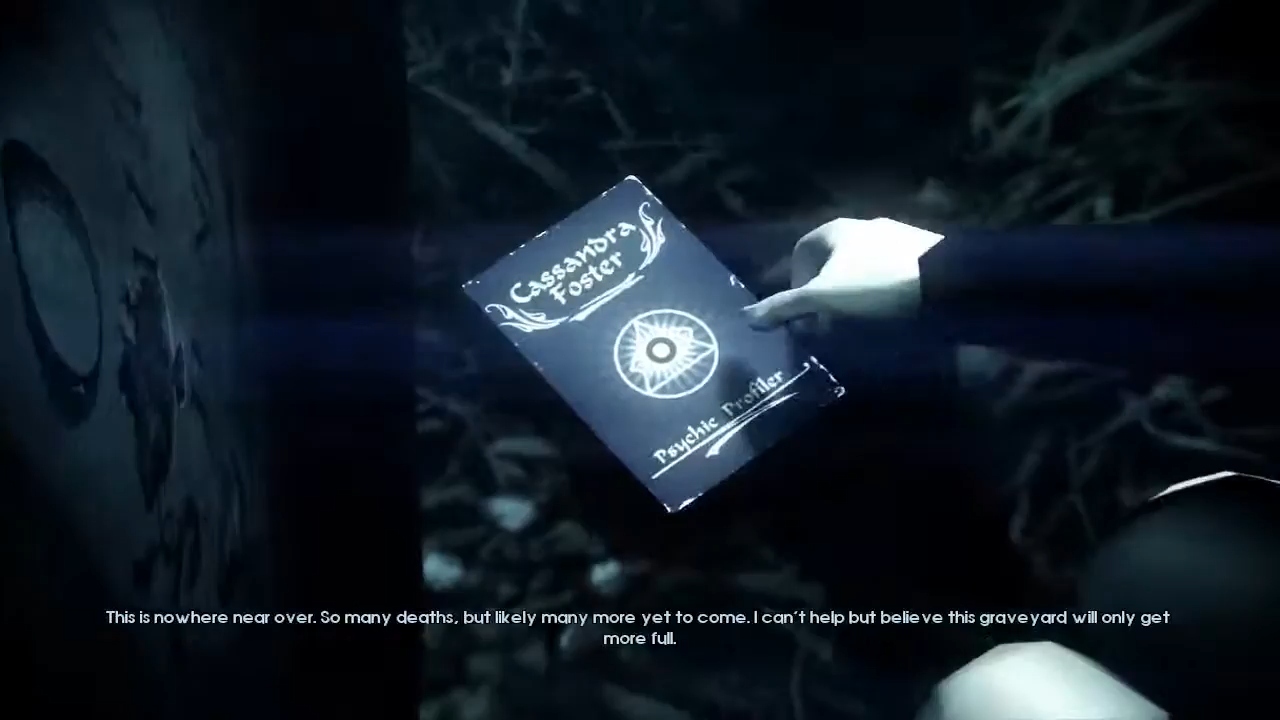 Cassandra
Foster
Psychic Profiler
This is nowhere near over. So many deaths, but likely many more yet to come. I can't help but believe this graveyard will only get
more full.